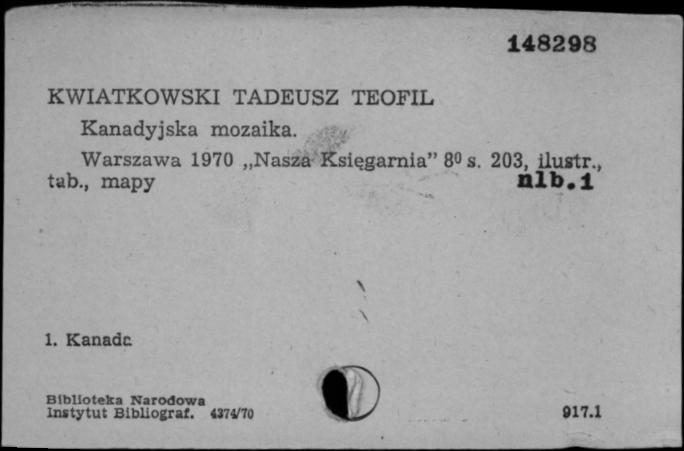 148298
KWIATKOWSKI TADEUSZ TEOFIL
Kanadyjska mozaika.
Warszawa 1970 „Nasza Księgarnia” 8⁰ s. 203, ilustr.,
tab., mapy nlb.1
1. Kanada
Biblioteka Narodowa
Instytut Bibliograf. 4374/70
917.1